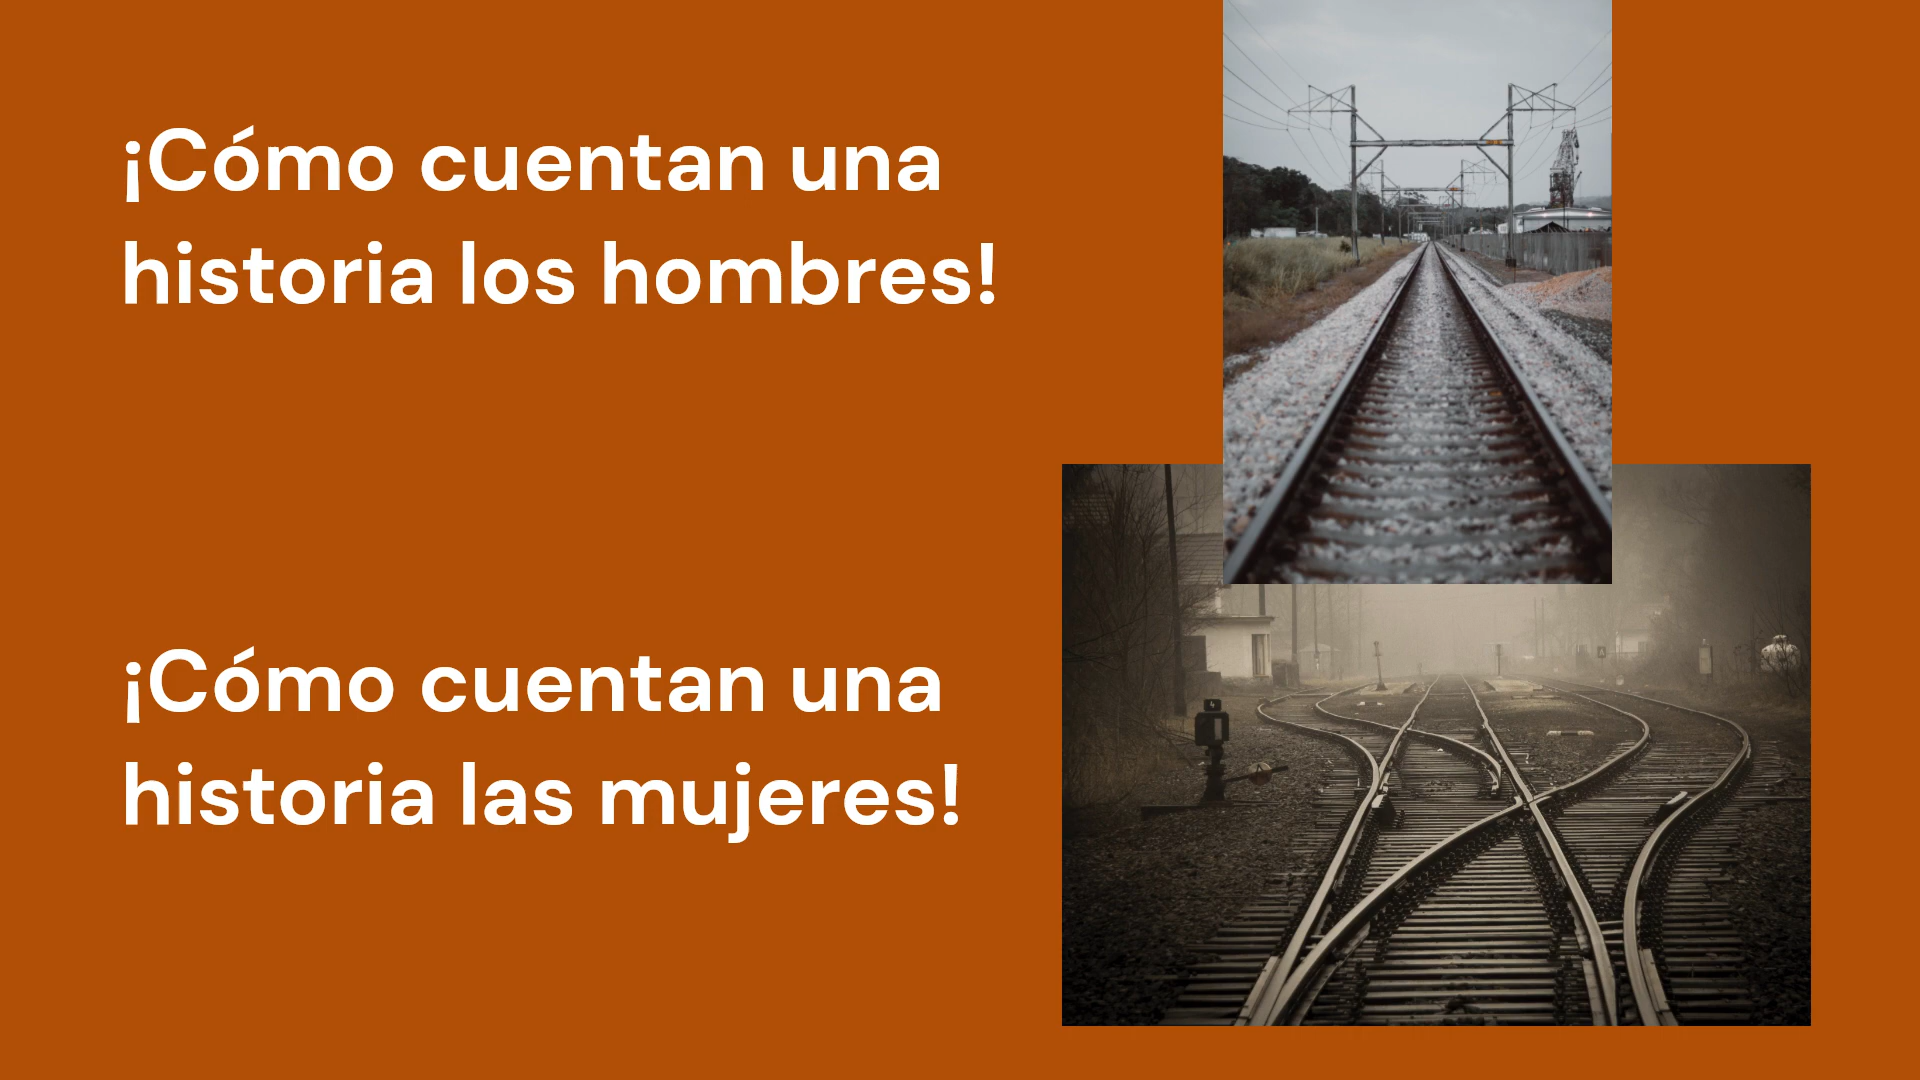 ¡Cómo cuentan una
historia los hombres!
¡Cómo cuentan una
historia las mujeres!